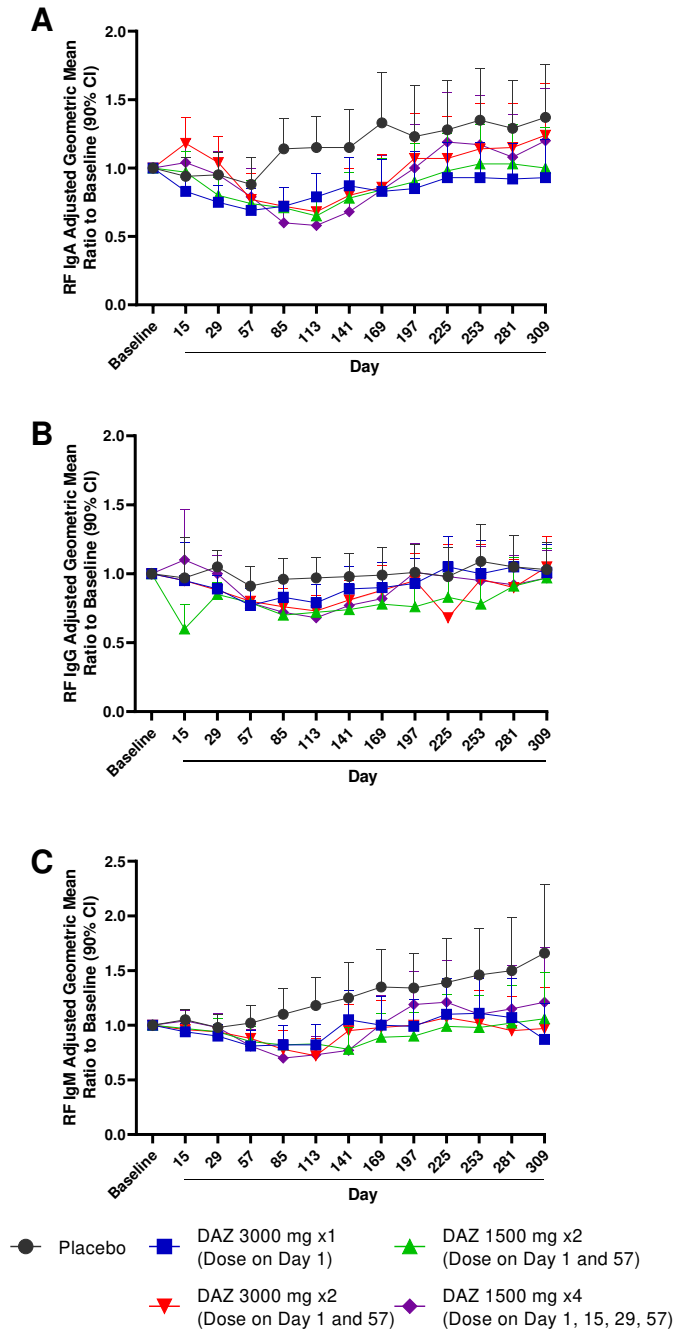 A
RF IgA Adjusted Geometric Mean
Ratio to Baseline (90% CI)
2.0
1.5
1.0
0.5
0.0
Baseline 15 29 57 85 113 141 169 197 225 253 281 309
Day
B
RF IgG Adjusted Geometric Mean
Ratio to Baseline (90% CI)
2.0
1.5
1.0
0.5
0.0
Baseline 15 29 57 85 113 141 169 197 225 253 281 309
Day
C
RF IgM Adjusted Geometric Mean
Ratio to Baseline (90% CI)
2.5
2.0
1.5
1.0
0.5
0.0
Baseline 15 29 57 85 113 141 169 197 225 253 281 309
Day
Placebo
DAZ 3000 mg x1
(Dose on Day 1)
DAZ 1500 mg x2
(Dose on Day 1 and 57)
DAZ 3000 mg x2
(Dose on Day 1 and 57)
DAZ 1500 mg x4
(Dose on Day 1, 15, 29, 57)